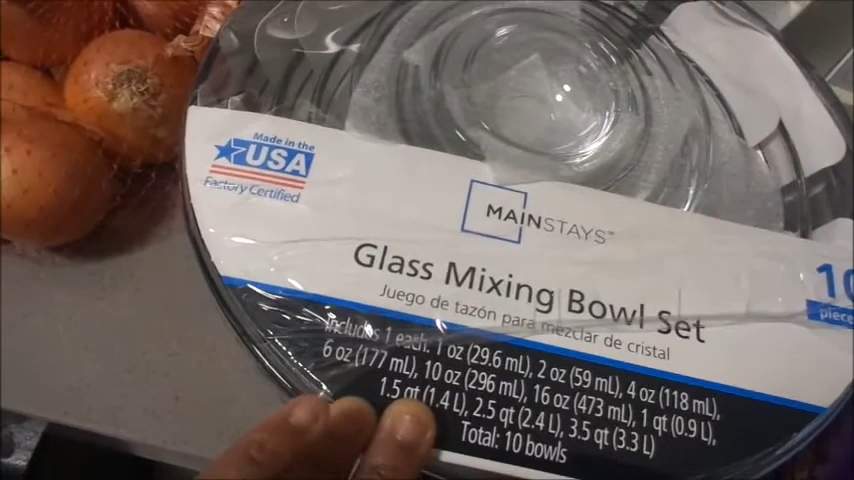 Made in the
USA
Factory Certified
MAINSTAYS™
Glass Mixing Bowl Set
Juego de tazón para mezclar de cristal
10
pieces
Includes 1 each: 1 oz (29.6 mL, 2 oz (59 mL, 4 oz (118 mL,
6 oz (177 mL, 10 oz (296 mL, 16 oz (473 mL, 1 qt (0.9 L,
1.5 qt (1.4 L, 2.5 qt (2.4 L, 3.5 qt (3.3 L)
Total: 10 bowls